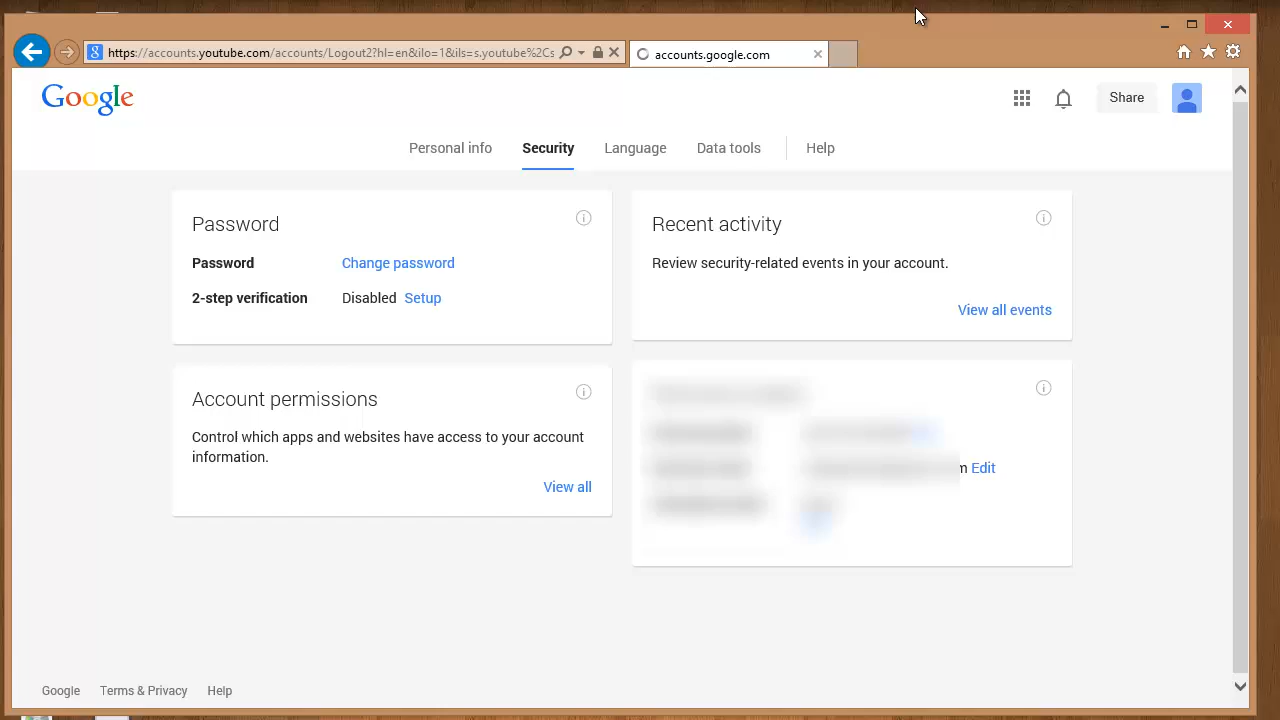 https://accounts.youtube.com/accounts/Logout2?hl=en&ilo=1&ils=s.youtube%2Cs
accounts.google.com
Google
Share
Personal info Security Language Data tools Help
Password
Password Change password
2-step verification Disabled Setup
Recent activity
Review security-related events in your account.
View all events
Account permissions
Control which apps and websites have access to your account
information.
View all
m Edit
Google Terms & Privacy Help